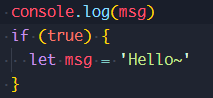 console.log(msg)
if (true) {
  let msg = 'Hello~'
}